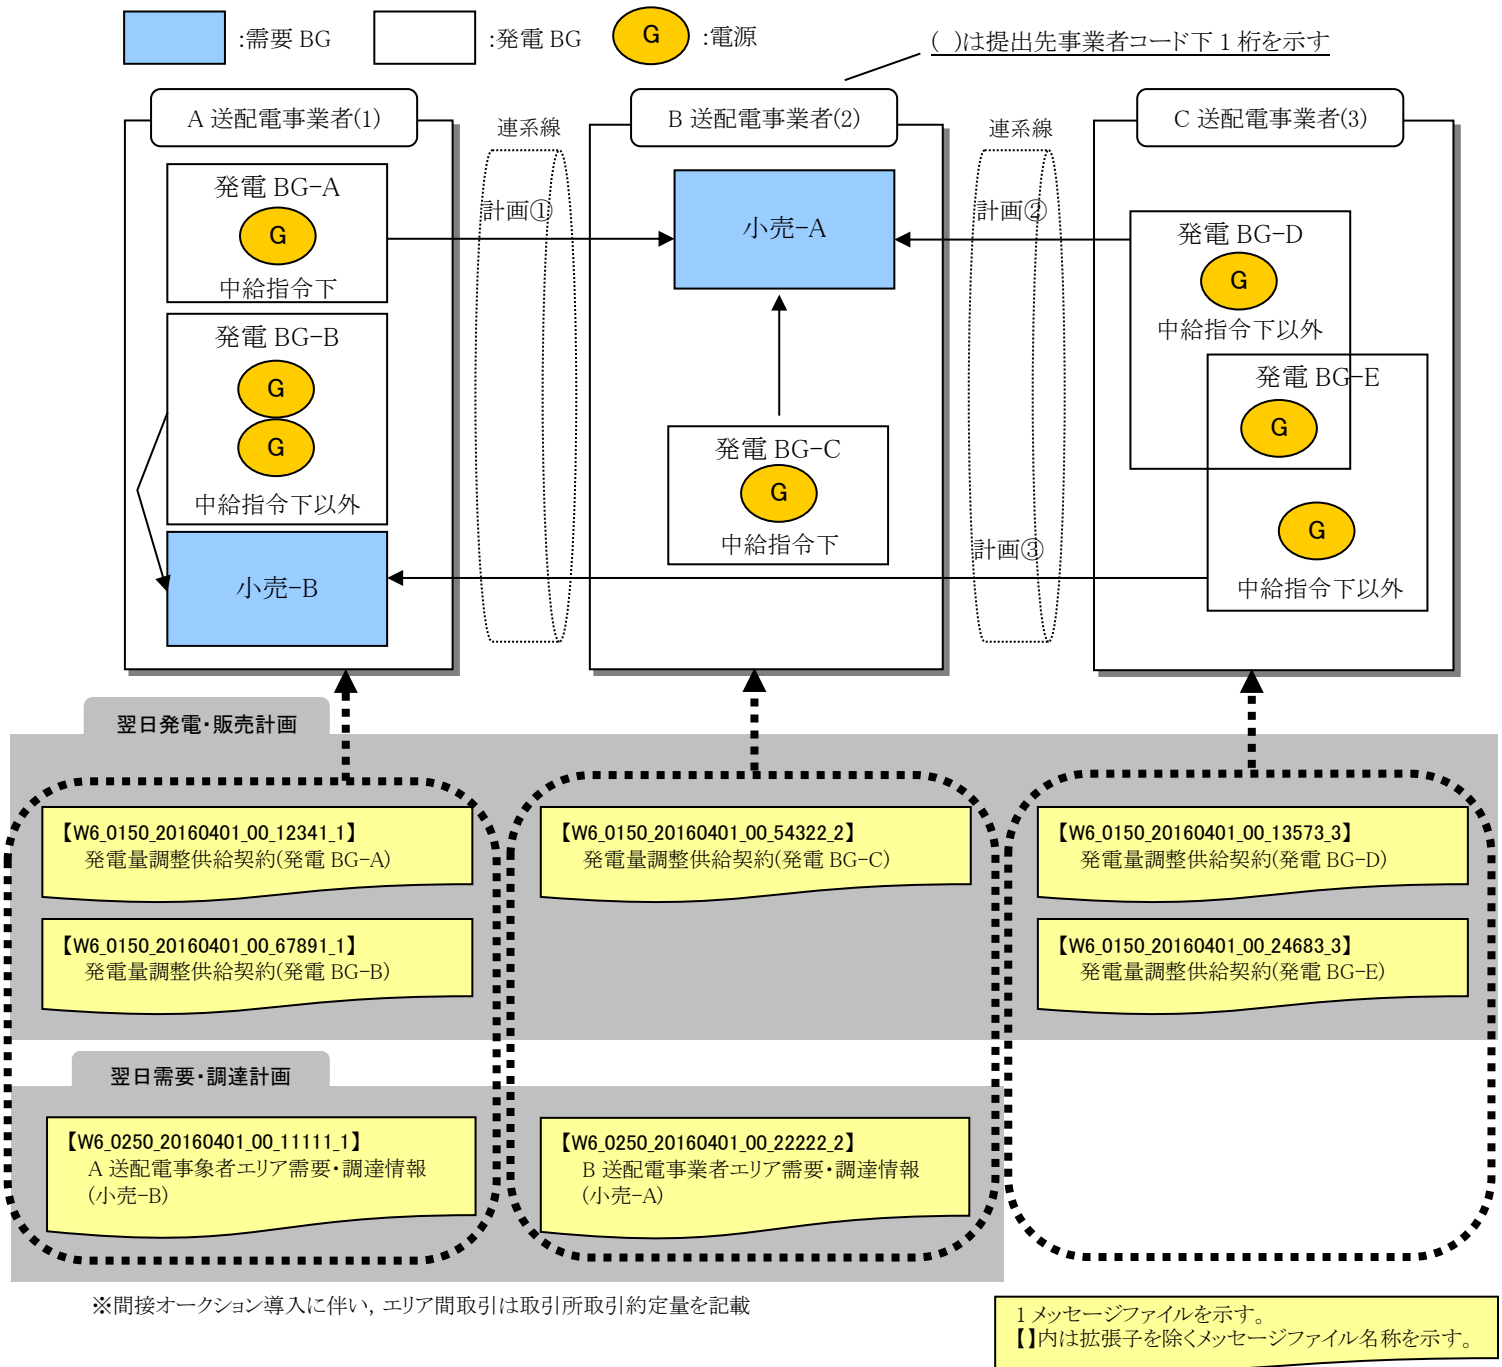 :需要 BG
:発電 BG
G
:電源
( )は提出先事業者コード下 1 桁を示す
A 送配電事業者(1)
連系線
B 送配電事業者(2)
連系線
C 送配電事業者(3)
発電 BG-A
G
中給指令下
計画①
小売-A
計画②
発電 BG-D
G
中給指令下以外
発電 BG-B
G
G
中給指令下以外
発電 BG-E
G
G
中給指令下以外
発電 BG-C
G
中給指令下
計画③
小売-B
翌日発電・販売計画
【W6_0150_20160401_00_12341_1】
発電量調整供給契約(発電 BG-A)
【W6_0150_20160401_00_54322_2】
発電量調整供給契約(発電 BG-C)
【W6_0150_20160401_00_13573_3】
発電量調整供給契約(発電 BG-D)
【W6_0150_20160401_00_67891_1】
発電量調整供給契約(発電 BG-B)
【W6_0150_20160401_00_24683_3】
発電量調整供給契約(発電 BG-E)
翌日需要・調達計画
【W6_0250_20160401_00_11111_1】
A 送配電事象者エリア需要・調達情報
(小売-B)
【W6_0250_20160401_00_22222_2】
B 送配電事業者エリア需要・調達情報
(小売-A)
※間接オークション導入に伴い, エリア間取引は取引所取引約定量を記載
1 メッセージファイルを示す。
【】内は拡張子を除くメッセージファイル名称を示す。